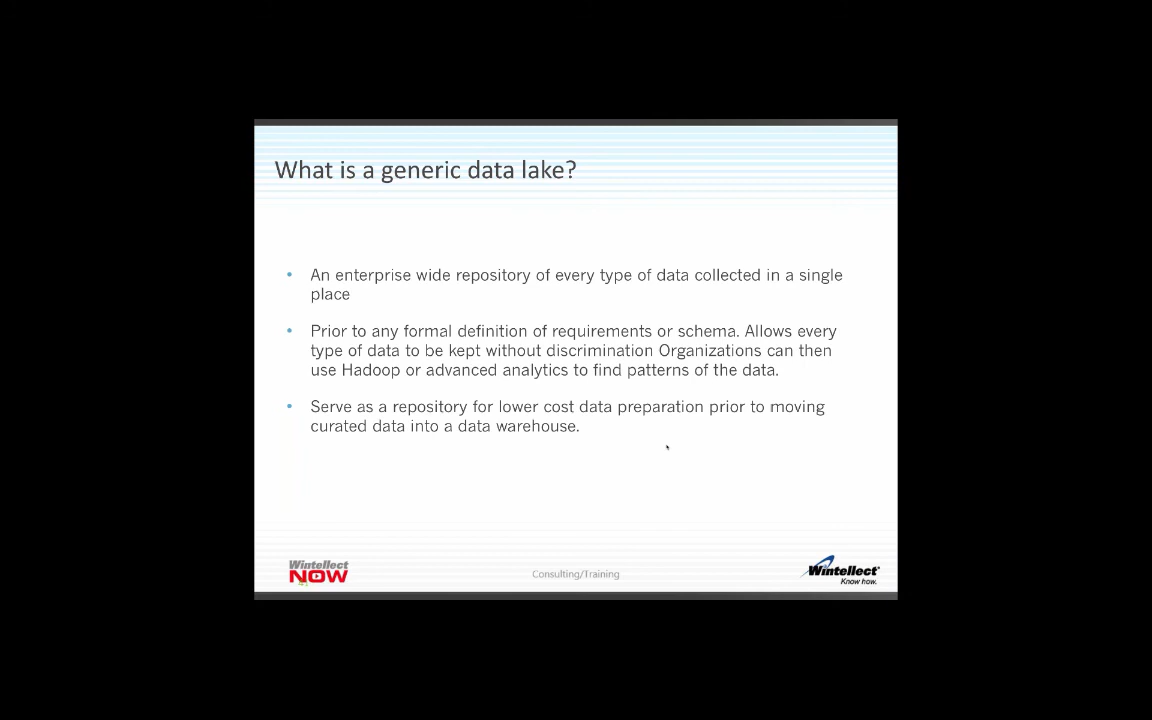 What is a generic data lake?
• An enterprise wide repository of every type of data collected in a single
place
• Prior to any formal definition of requirements or schema. Allows every
type of data to be kept without discrimination Organizations can then
use Hadoop or advanced analytics to find patterns of the data.
• Serve as a repository for lower cost data preparation prior to moving
curated data into a data warehouse.
Wintellect
NOW
Consulting/Training
Wintellect
Know how.